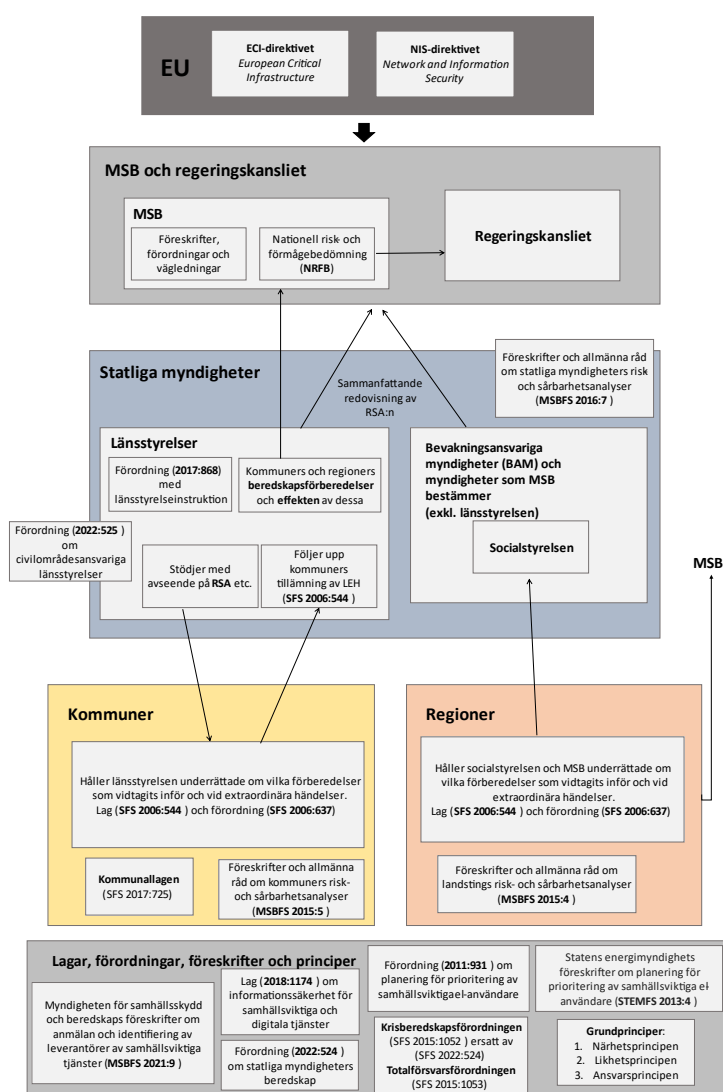 EU
ECI-direktivet
European Critical
Infrastructure
NIS-direktivet
Network and Information
Security
MSB och regeringskansliet
MSB
Föreskrifter,
förordningar och
vägledningar
Nationell risk- och
förmågebedömning
(NRFB)
Regeringskansliet
Statliga myndigheter
Sammanfattande
redovisning av
RSA:n
Föreskrifter och allmänna råd
om statliga myndigheters risk
och sårbarhetsanalyser
(MSBFS 2016:7 )
Länsstyrelser
Förordning (2017:868)
med
länsstyrelseinstruktion
Kommuners och regioners
beredskapsförberedelser
och effekten av dessa
Förordning (2022:525 )
om
civilområdesansvariga
länsstyrelser
Stödjer med
avseende på RSA etc.
Följer upp
kommuners
tillämning av LEH
(SFS 2006:544 )
Bevakningsansvariga
myndigheter (BAM) och
myndigheter som MSB
bestämmer
(exkl. länsstyrelsen)
Socialstyrelsen
MSB
Kommuner
Håller länsstyrelsen underrättade om vilka förberedelser
som vidtagits inför och vid extraordinära händelser.
Lag (SFS 2006:544 ) och förordning (SFS 2006:637)
Kommunallagen
(SFS 2017:725)
Föreskrifter och allmänna
råd om kommuners risk-
och sårbarhetsanalyser
(MSBFS 2015:5 )
Regioner
Håller socialstyrelsen och MSB underrättade om
vilka förberedelser som vidtagits inför och vid
extraordinära händelser.
Lag (SFS 2006:544 ) och förordning (SFS 2006:637)
Föreskrifter och allmänna råd om
landstings risk- och sårbarhetsanalyser
(MSBFS 2015:4 )
Lagar, förordningar, föreskrifter och principer
Myndigheten för samhällsskydd
och beredskaps föreskrifter om
anmälan och identifiering av
leverantörer av samhällsviktiga
tjänster (MSBFS 2021:9 )
Lag (2018:1174 ) om
informationssäkerhet för
samhällsviktiga och
digitala tjänster
Förordning (2022:524 )
om statliga myndigheters
beredskap
Förordning (2011:931 ) om
planering för prioritering av
samhällsviktigael-användare
Krisberedskapsförordningen
(SFS 2015:1052 ) ersatt av
(SFS 2022:524)
Totalförsvarsförordningen
(SFS 2015:1053)
Statens energimyndighets
föreskrifter om planering för
prioritering av samhällsviktiga el-
användare (STEMFS 2013:4 )
Grundprinciper:
1. Närhetsprincipen
2. Likhetsprincipen
3. Ansvarsprincipen